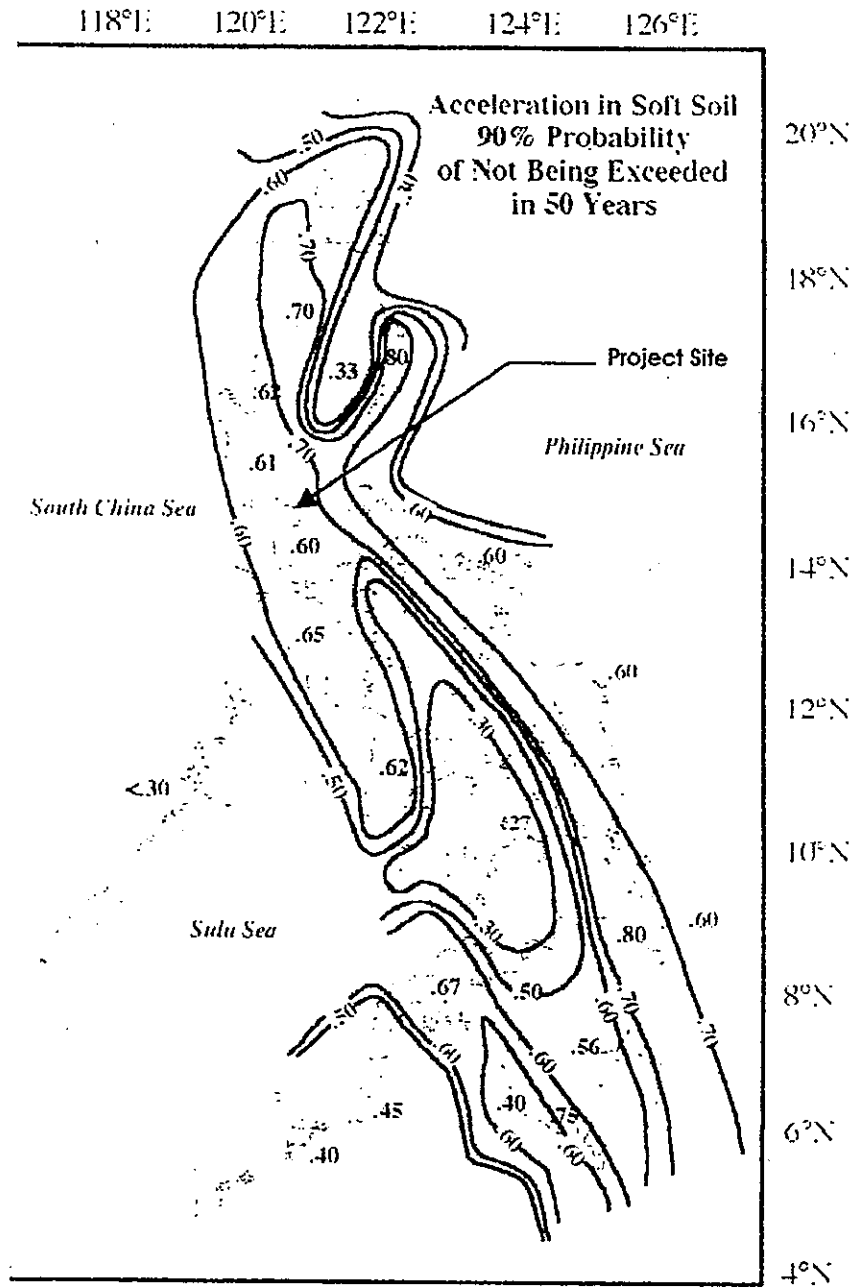 118°E 120°E 122°E 124°E 126°E
Acceleration in Soft Soil
90% Probability
of Not Being Exceeded
in 50 Years
20°N
.50
.60
.30
.70
18°N
.70
.80
.33
Project Site
.62
16°N
.70
Philippine Sea
.61
South China Sea
.60
.60
.60
.60
14°N
.65
.60
12°N
.30
.62
<.30
.50
.27
10°N
.30
.80
.60
Sulu Sea
.67
.50
8°N
.50
.60
.70
.60
.56
.60
.70
.40
.45
6°N
.60
.60
.40
4°N